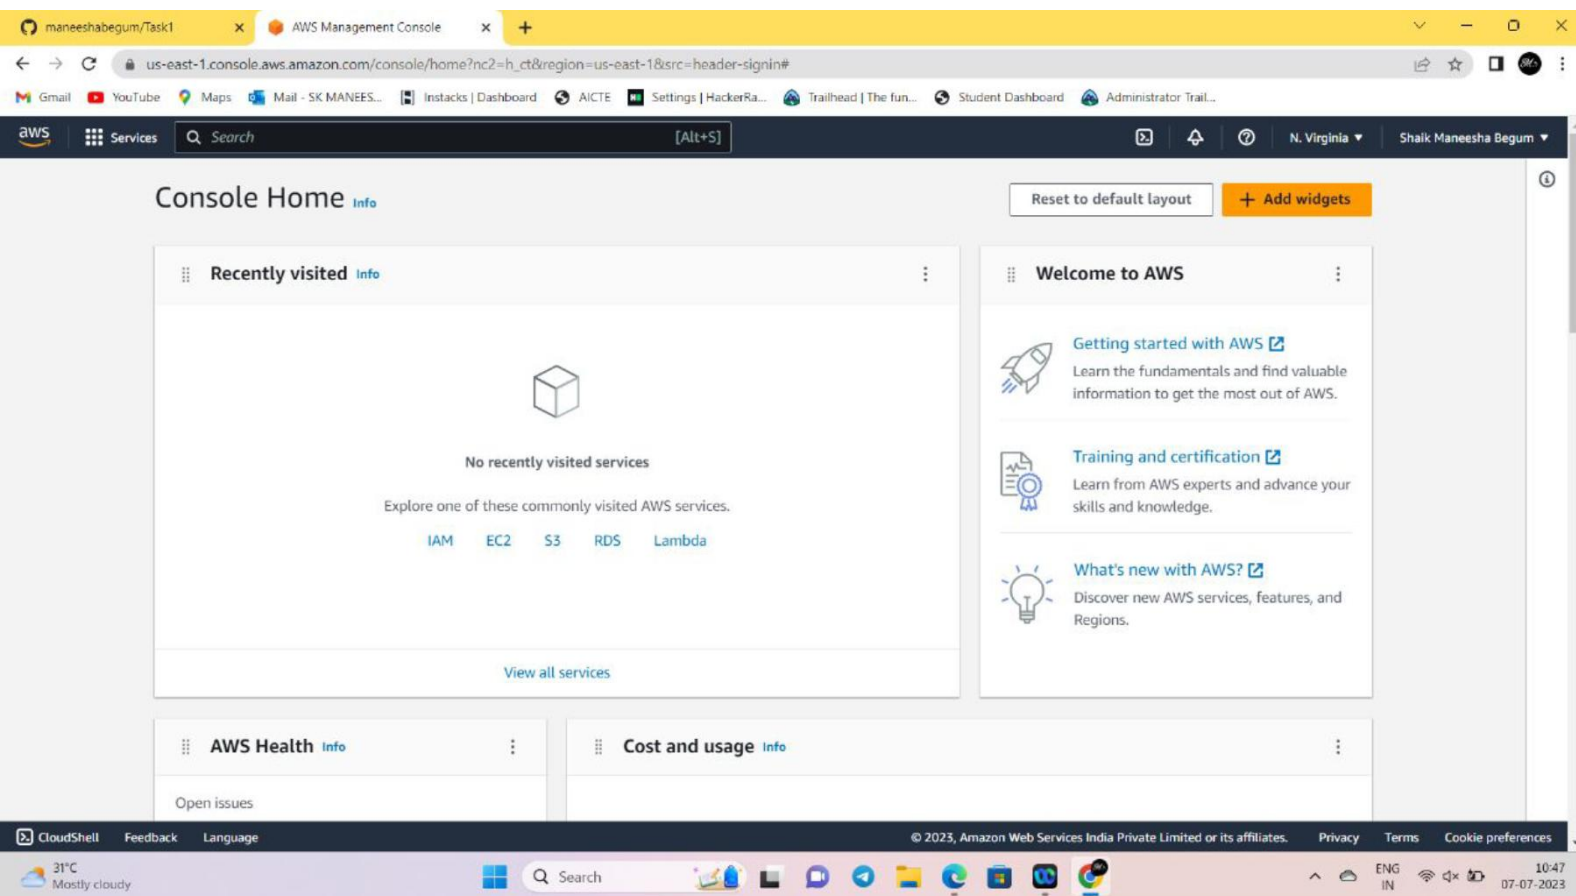 maneeshabegum/Task1
AWS Management Console
us-east-1.console.aws.amazon.com/console/home?nc2=h_ct&region=us-east-1&src=header-signin#
Gmail YouTube Maps Mail - SK MANEES... Instacks | Dashboard AICTE Settings | HackerRa... Trailhead | The fun... Student Dashboard Administrator Trail...
aws Services Search [Alt+S] N. Virginia ▼ Shaik Maneesha Begum ▼
Console Home Info
Reset to default layout
+ Add widgets
Recently visited Info
No recently visited services
Explore one of these commonly visited AWS services.
IAM EC2 S3 RDS Lambda
View all services
Welcome to AWS
Getting started with AWS
Learn the fundamentals and find valuable
information to get the most out of AWS.
Training and certification
Learn from AWS experts and advance your
skills and knowledge.
What's new with AWS?
Discover new AWS services, features, and
Regions.
AWS Health Info
Open issues
Cost and usage Info
CloudShell Feedback Language © 2023, Amazon Web Services India Private Limited or its affiliates. Privacy Terms Cookie preferences
31°C
Mostly cloudy
Search
ENG
IN
10:47
07-07-2023